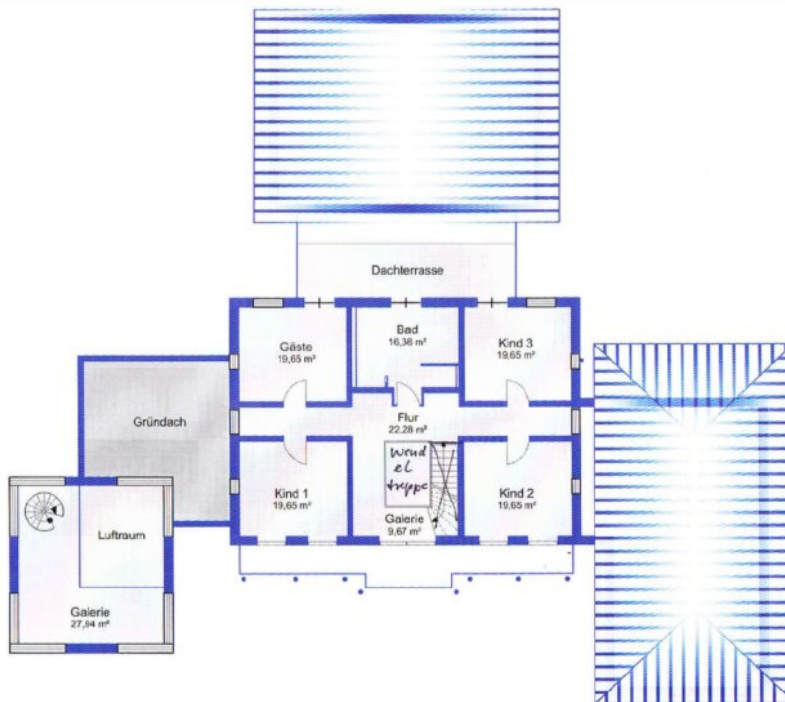 Dachterrasse
Gäste
19,65 m²
Bad
16,38 m²
Kind 3
19,65 m²
Gründach
Flur
22,28 m²
Wend
el
treppe
Kind 1
19,65 m²
Kind 2
19,65 m²
Galerie
9,67 m²
Luftraum
Galerie
27,94 m²